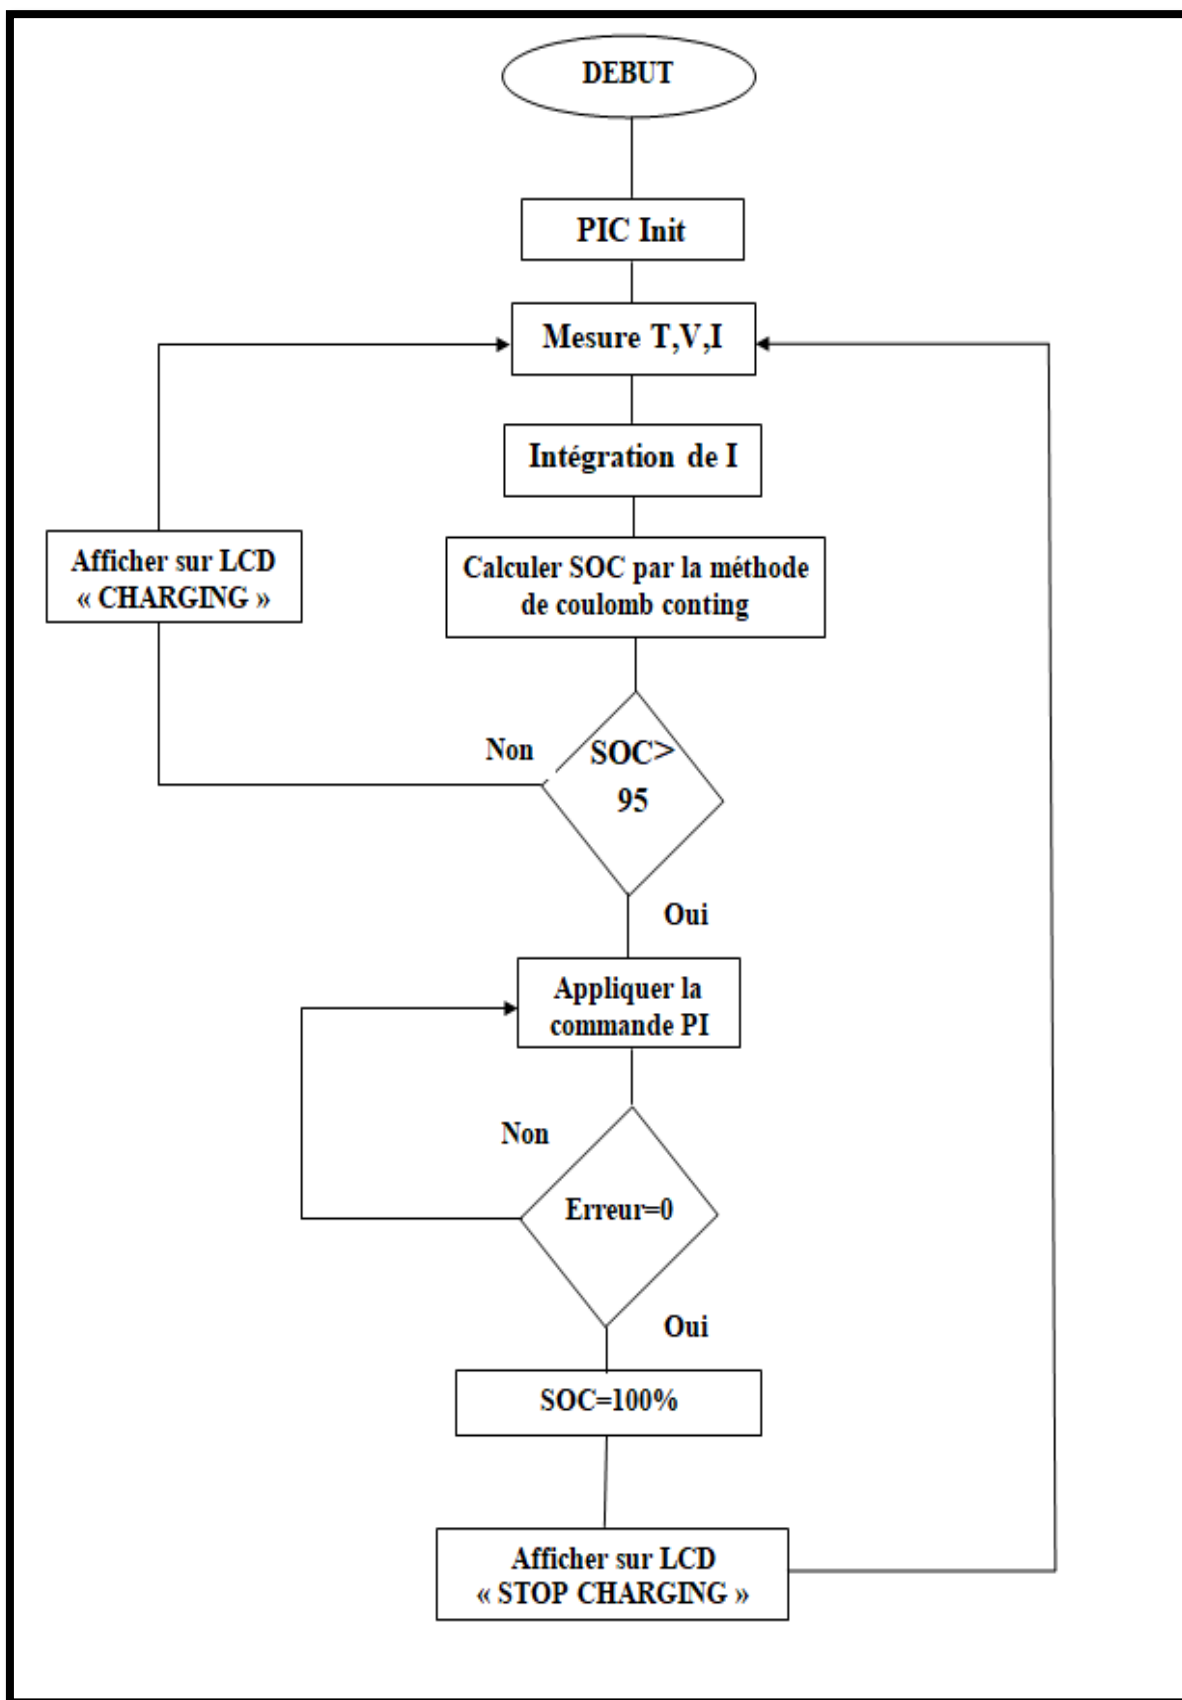 DEBUT
PIC Init
Mesure T,V,I
Intégration de I
Afficher sur LCD
« CHARGING »
Calculer SOC par la méthode
de coulomb conting
Non
SOC>
95
Oui
Appliquer la
commande PI
Non
Erreur=0
Oui
SOC=100%
Afficher sur LCD
« STOP CHARGING »